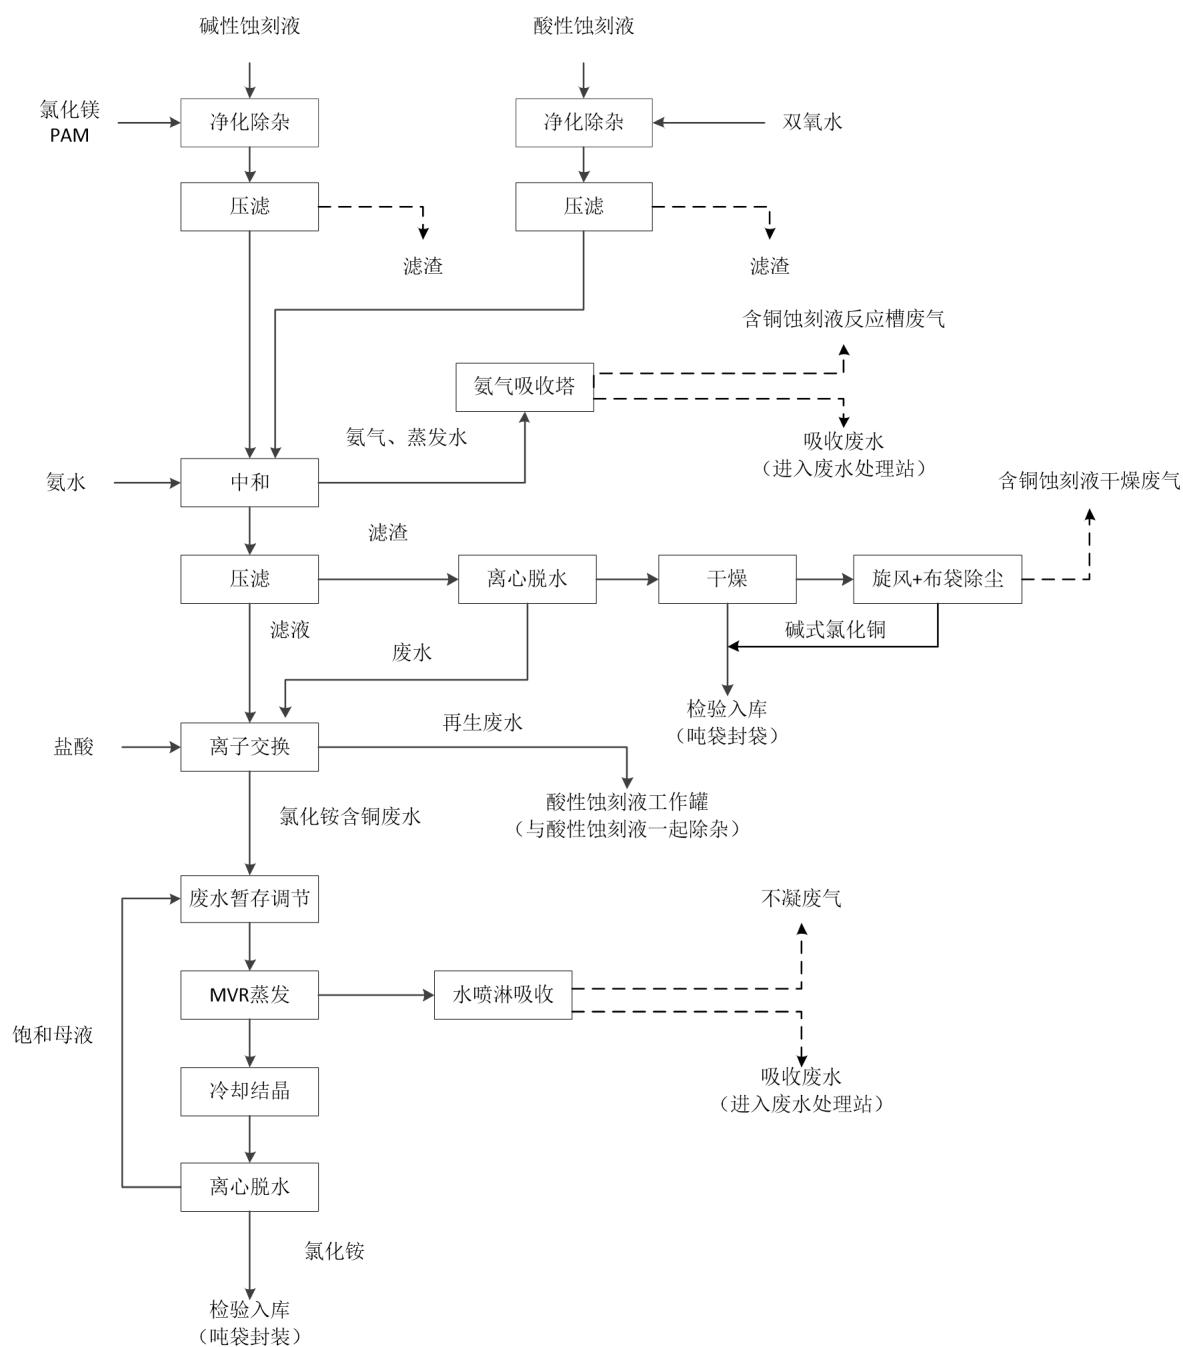 碱性蚀刻液
酸性蚀刻液
氯化镁
PAM
净化除杂
净化除杂
双氧水
压滤
压滤
滤渣
滤渣
含铜蚀刻液反应槽废气
氨气吸收塔
氨气、蒸发水
吸收废水
（进入废水处理站）
氨水
中和
含铜蚀刻液干燥废气
滤渣
压滤
离心脱水
干燥
旋风+布袋除尘
滤液
碱式氯化铜
废水
检验入库
（吨袋封袋）
再生废水
盐酸
离子交换
酸性蚀刻液工作罐
（与酸性蚀刻液一起除杂）
氯化铵含铜废水
废水暂存调节
不凝废气
MVR蒸发
水喷淋吸收
饱和母液
吸收废水
（进入废水处理站）
冷却结晶
离心脱水
氯化铵
检验入库
（吨袋封装）